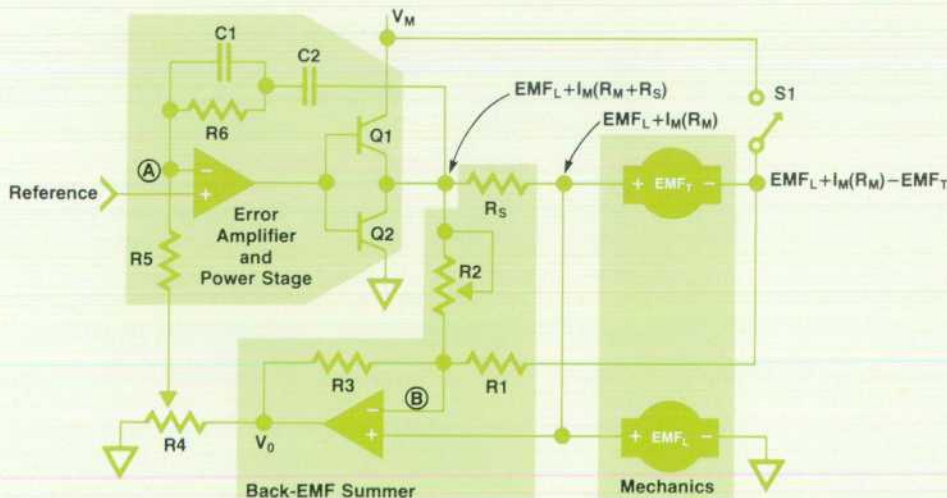 V_M
C1
C2
EMF_L+I_M(R_M+R_S)
S1
EMF_L+I_M(R_M)
R6
Q1
A
Reference
−
+
+ EMF_T −
EMF_L+I_M(R_M)−EMF_T
Error
Amplifier
and
Power Stage
R_S
Q2
R5
R2
R3
R1
B
−
+
R4
V_0
+ EMF_L −
Back-EMF Summer
Mechanics